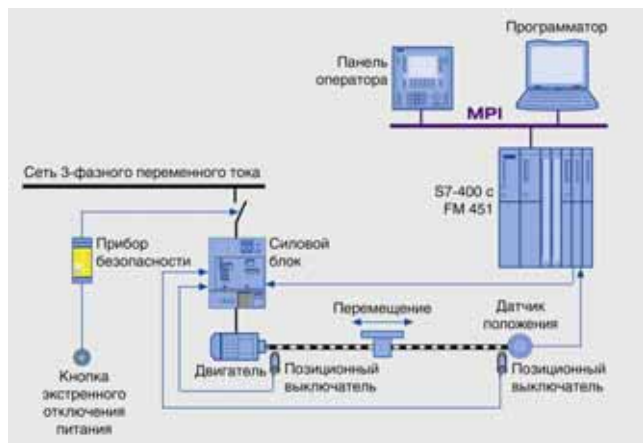 Программатор
Панель
оператора
MPI
Сеть 3-фазного переменного тока
S7-400 с
FM 451
Прибор
безопасности
Силовой
блок
Перемещение
Датчик
положения
Двигатель
Позиционный
выключатель
Позиционный
выключатель
Кнопка
экстренного
отключения
питания